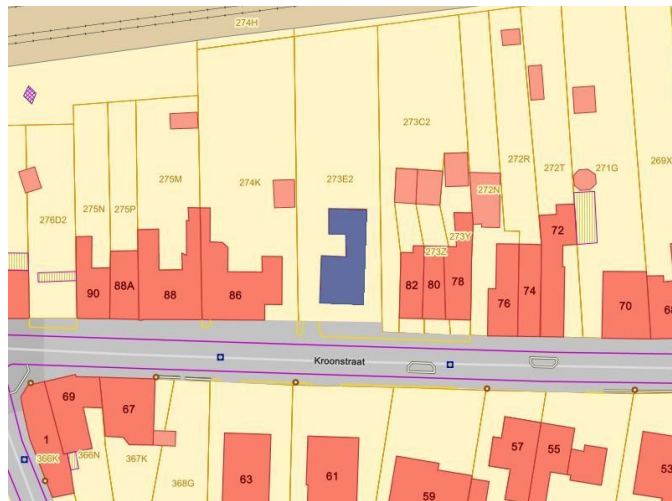 274H
273C2
272R
272T
271G
269X
275M
274K
273E2
272N
275N
275P
276D2
273Y
273Z
72
90
88A
88
86
82
80
78
76
74
70
68
Kroonstraat
69
67
1
366K
366N
367K
368G
63
61
59
57
55
53